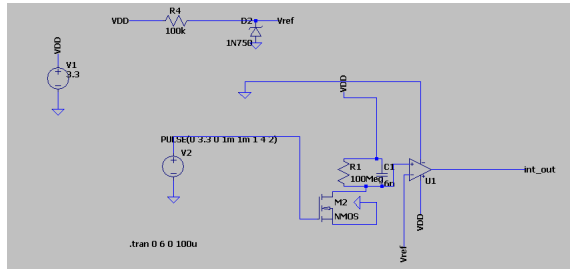 R4
VDD
100k
D2
Vref
1N750
VDD
V1
3.3
VDD
PULSE(0 3.3 0 1m 1m 1 4 2)
V2
R1
100Meg
C1
6n
U1
int_out
M2
NMOS
VDD
Vref
.tran 0 6 0 100u